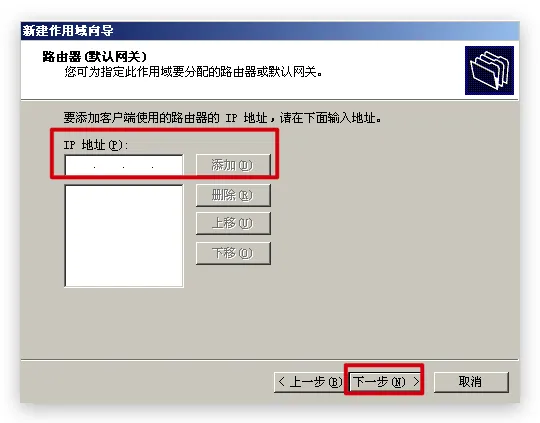 新建作用域向导
路由器(默认网关)
您可为指定此作用域要分配的路由器或默认网关。
要添加客户端使用的路由器的 IP 地址，请在下面输入地址。
IP 地址(P):
. . . 添加(D)
删除(R)
上移(U)
下移(O)
< 上一步(B) 下一步(N) > 取消